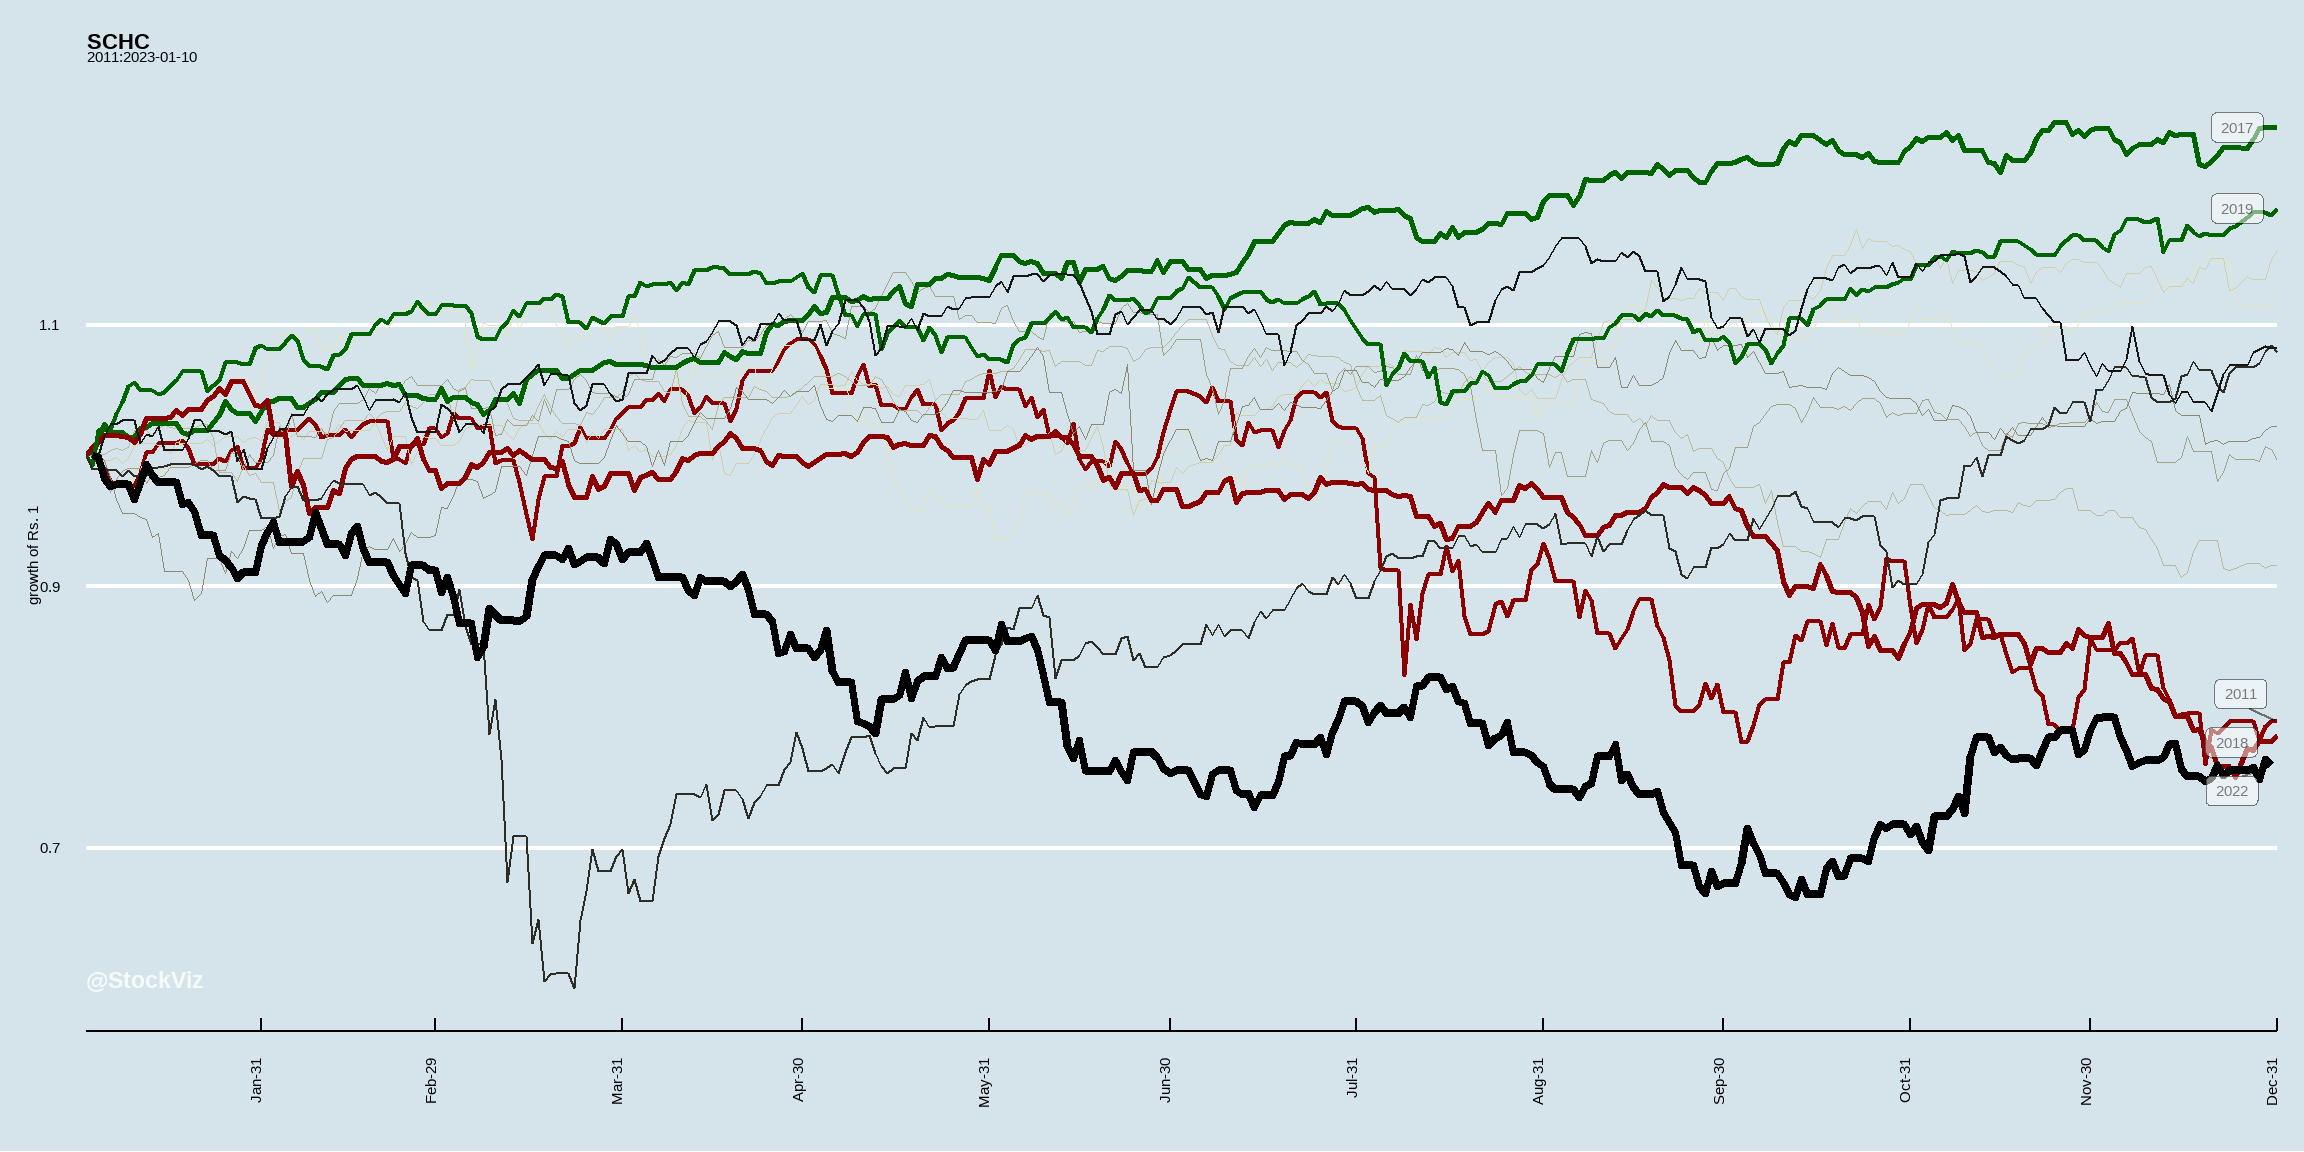 SCHC
2011:2023-01-10
2017
2019
1.1
growth of Rs. 1
0.9
2011
2018
2022
0.7
@StockViz
Jan-31
Feb-29
Mar-31
Apr-30
May-31
Jun-30
Jul-31
Aug-31
Sep-30
Oct-31
Nov-30
Dec-31